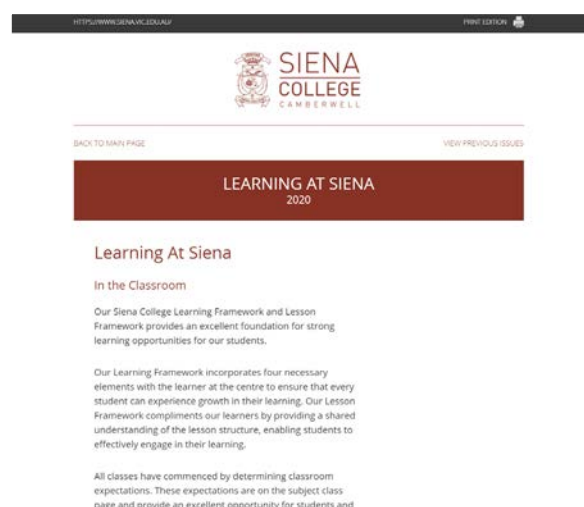 HTTPS://WWW.SIENA.VIC.EDU.AU/
PRINT EDITION
SIENA
COLLEGE
CAMBERWELL
BACK TO MAIN PAGE
VIEW PREVIOUS ISSUES
LEARNING AT SIENA
2020
Learning At Siena
In the Classroom
Our Siena College Learning Framework and Lesson
Framework provides an excellent foundation for strong
learning opportunities for our students.
Our Learning Framework incorporates four necessary
elements with the learner at the centre to ensure that every
student can experience growth in their learning. Our Lesson
Framework compliments our learners by providing a shared
understanding of the lesson structure, enabling students to
effectively engage in their learning.
All classes have commenced by determining classroom
expectations. These expectations are on the subject class
page and provide an excellent opportunity for students and